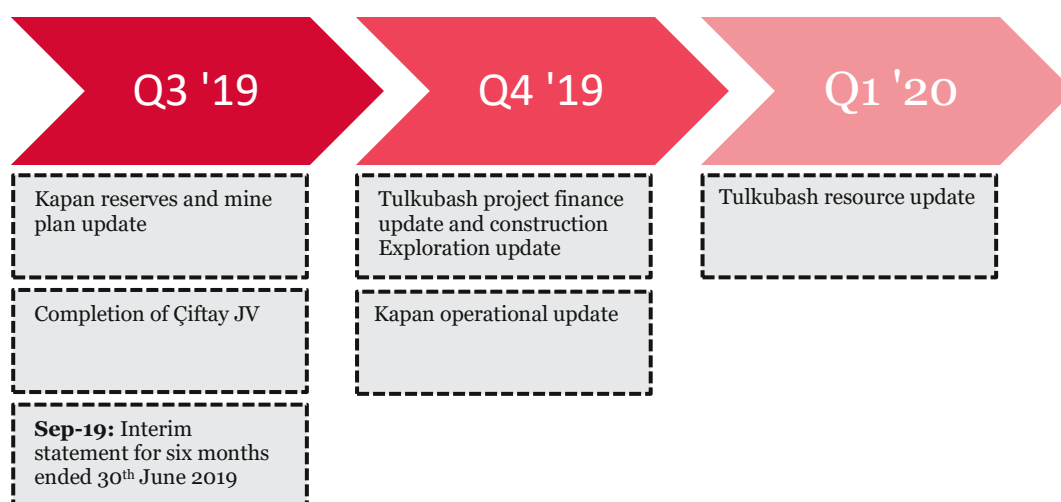 Q3 '19
Kapan reserves and mine
plan update
Completion of Çiftay JV
Sep-19: Interim
statement for six months
ended 30th June 2019
Q4 '19
Tulkubash project finance
update and construction
Exploration update
Kapan operational update
Q1 '20
Tulkubash resource update